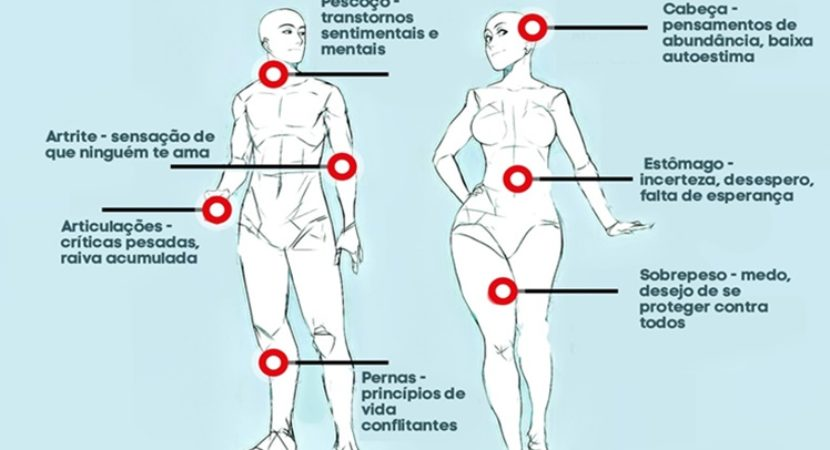 Pescoço -
transtornos
sentimentais e
mentais
Cabeça -
pensamentos de
abundância, baixa
autoestima
Artrite - sensação de
que ninguém te ama
Estômago -
incerteza, desespero,
falta de esperança
Articulações -
críticas pesadas,
raiva acumulada
Sobrepeso - medo,
desejo de se
proteger contra
todos
Pernas -
princípios de
vida
conflitantes